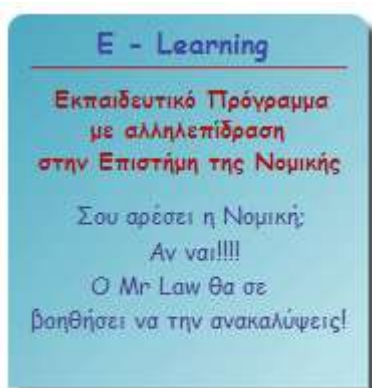 E - Learning
Εκπαιδευτικό Πρόγραμμα
με αλληλεπίδραση
στην Επιστήμη της Νομικής
Σου αρέσει η Νομική;
Αν ναι!!!!
Ο Mr Law θα σε
βοηθήσει να την ανακαλύψεις!